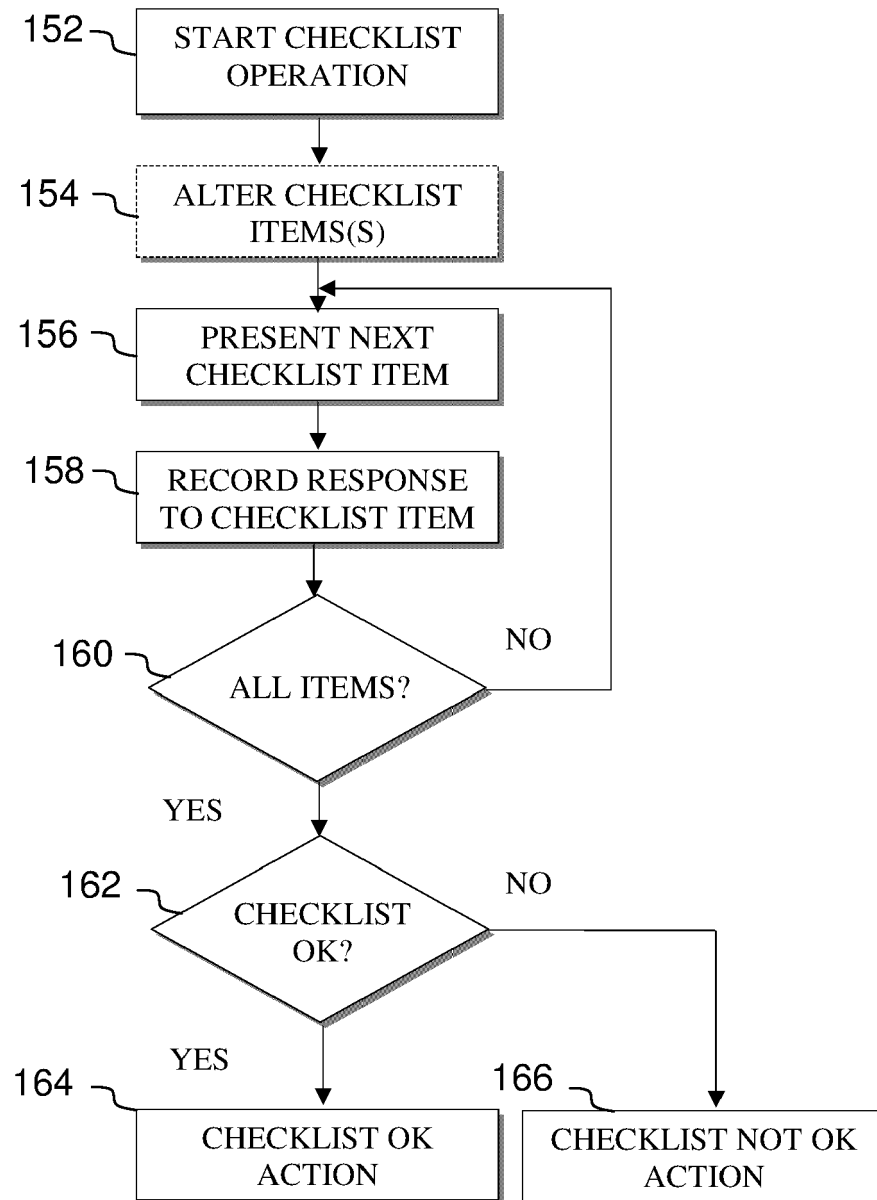 152
START CHECKLIST
OPERATION
154
ALTER CHECKLIST
ITEMS(S)
156
PRESENT NEXT
CHECKLIST ITEM
158
RECORD RESPONSE
TO CHECKLIST ITEM
160
ALL ITEMS?
NO
YES
162
CHECKLIST
OK?
NO
YES
164
CHECKLIST OK
ACTION
166
CHECKLIST NOT OK
ACTION